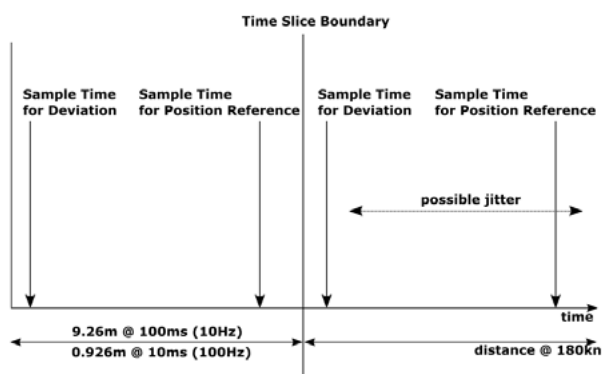 Time Slice Boundary
Sample Time
for Deviation
Sample Time
for Position Reference
Sample Time
for Deviation
Sample Time
for Position Reference
possible jitter
time
9.26m @ 100ms (10Hz)
0.926m @ 10ms (100Hz)
distance @ 180kn